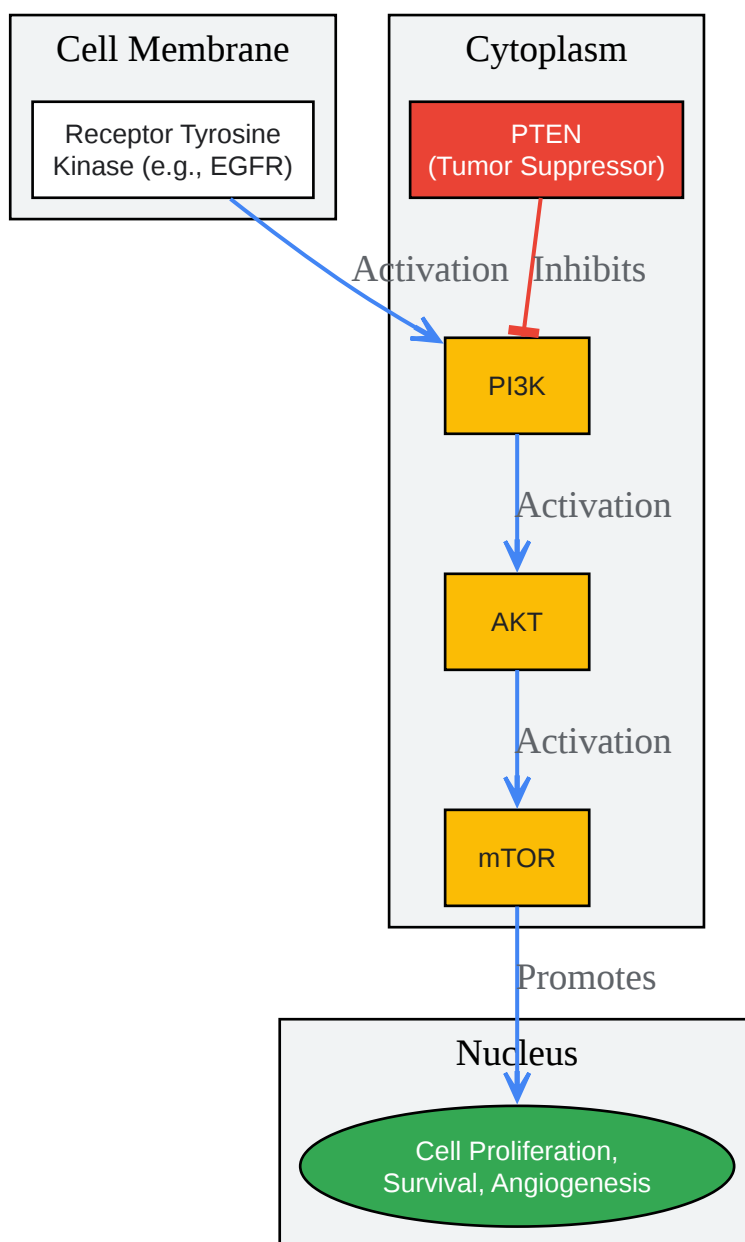 Cell Membrane
Receptor Tyrosine
Kinase (e.g., EGFR)
Cytoplasm
PTEN
(Tumor Suppressor)
Activation
Inhibits
PI3K
Activation
AKT
Activation
mTOR
Promotes
Nucleus
Cell Proliferation,
Survival, Angiogenesis